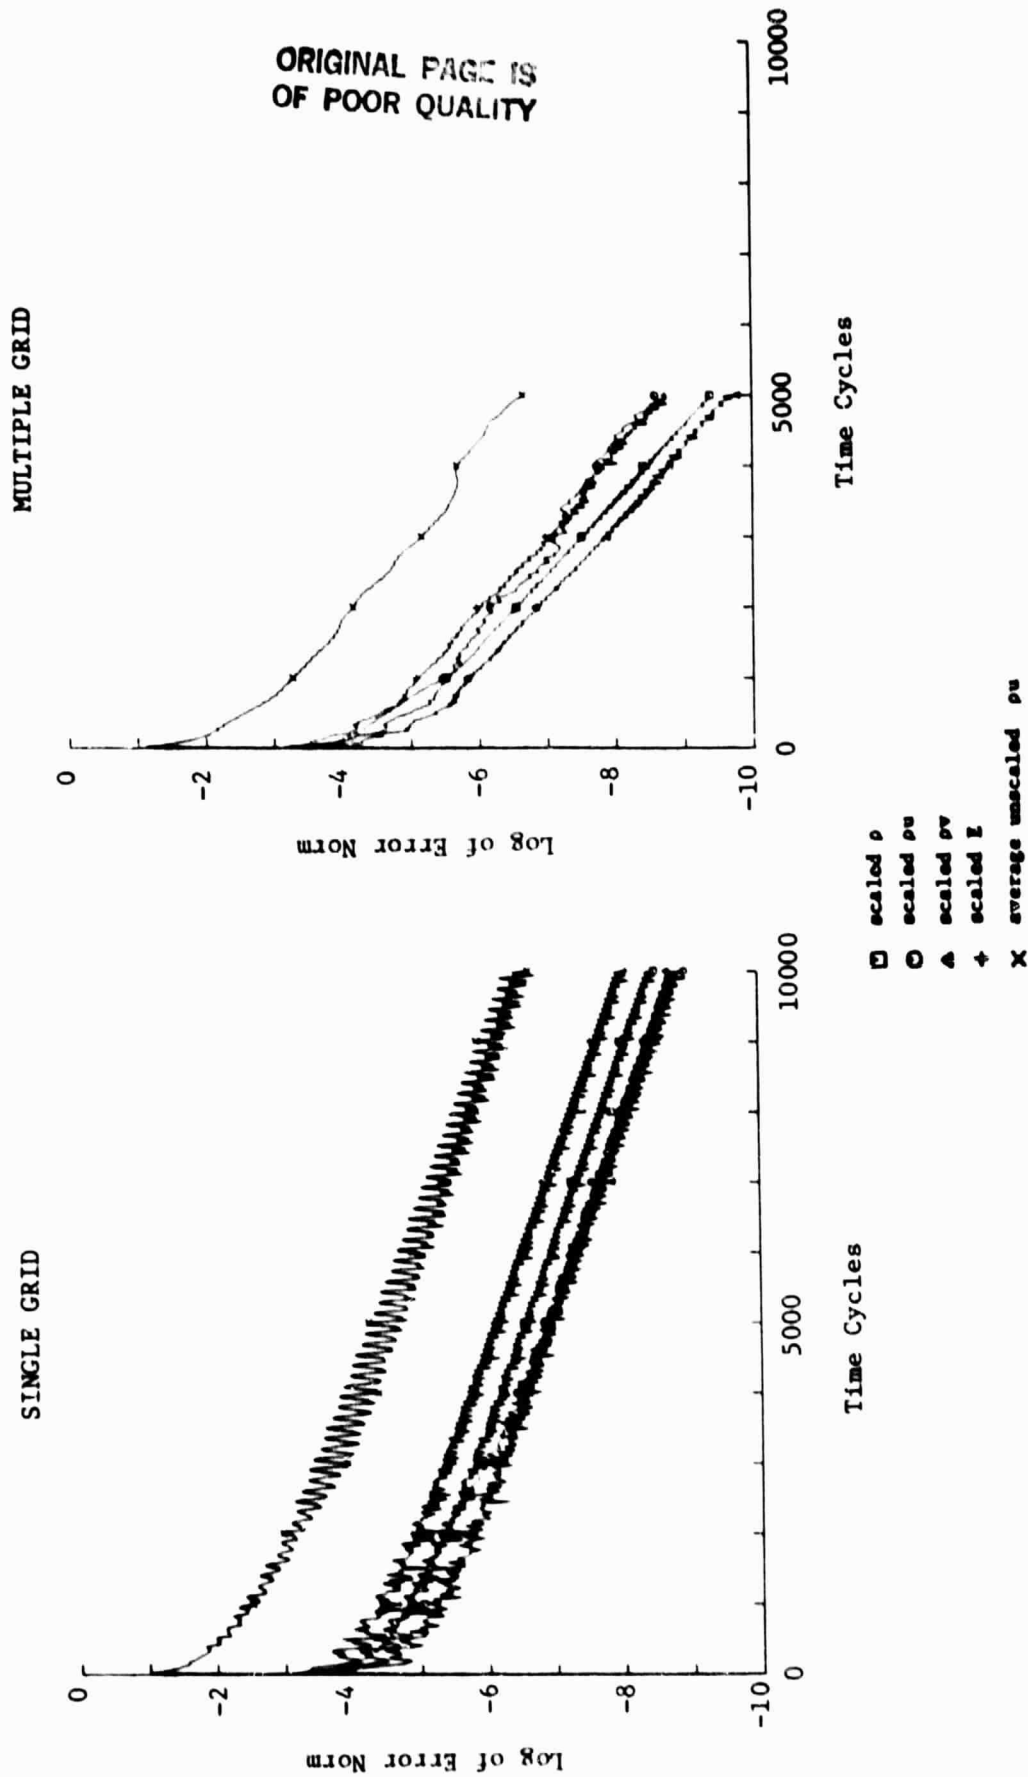 SINGLE GRID
0
-2
-4
-6
-8
-10
Log of Error Norm
0
5000
10000
Time Cycles
MULTIPLE GRID
ORIGINAL PAGE IS
OF POOR QUALITY
0
-2
-4
-6
-8
-10
Log of Error Norm
0
5000
10000
Time Cycles
scaled ρ
scaled ρu
scaled ρv
scaled E
average unscaled ρu